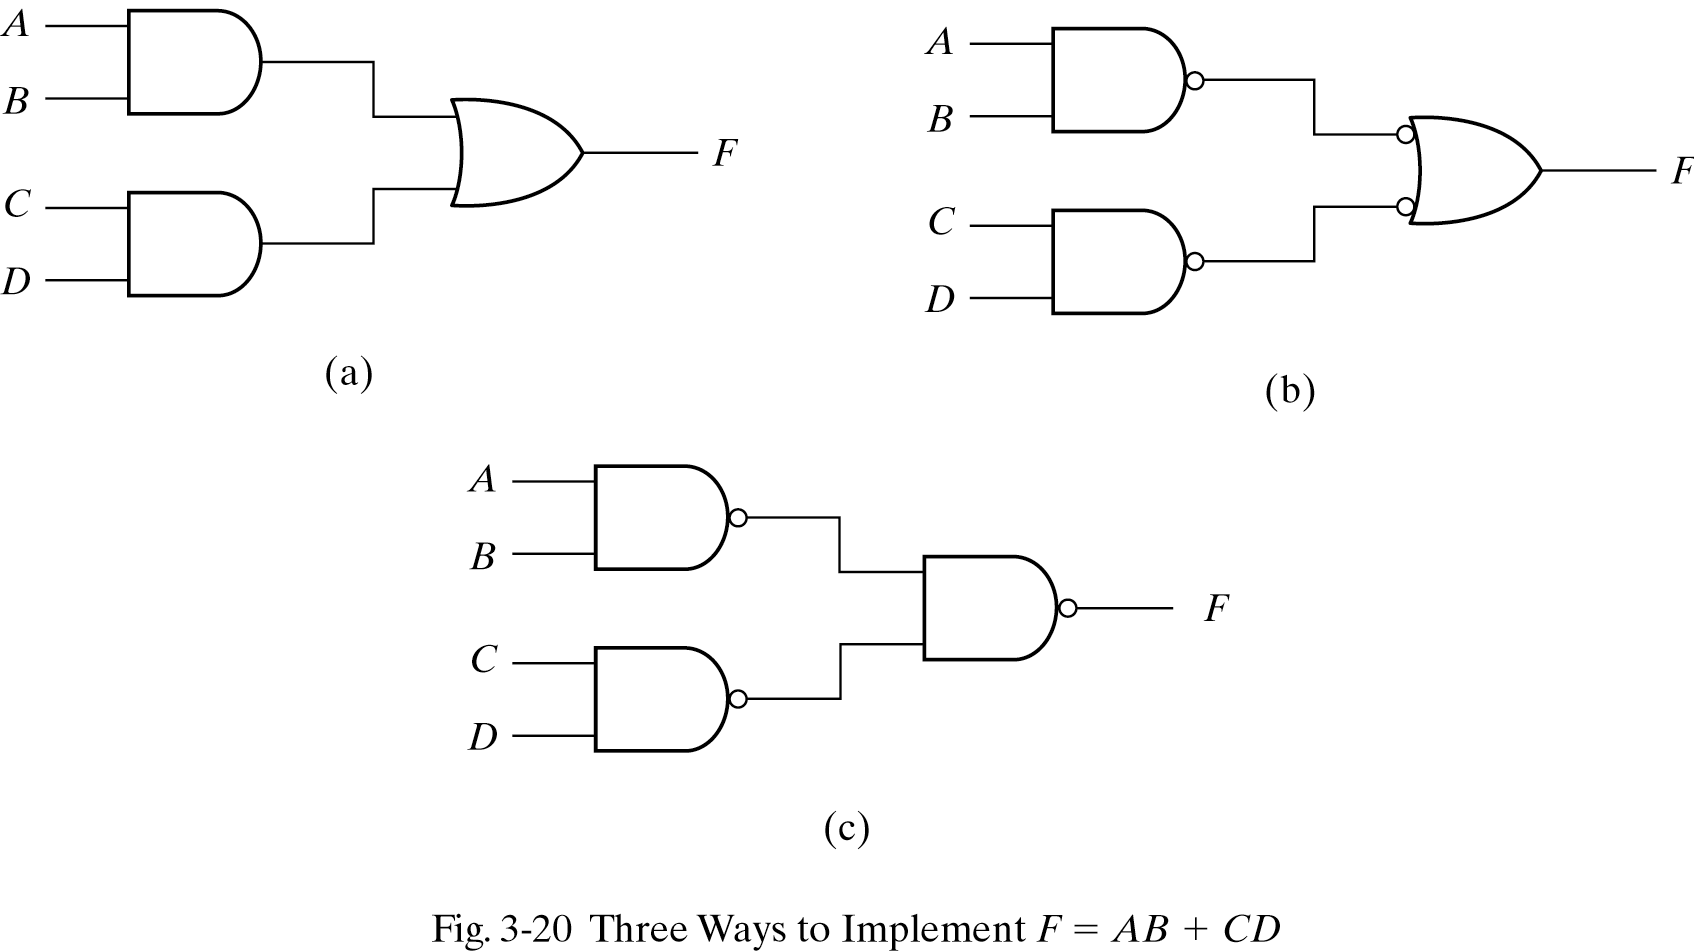 A
B
C
D
F
(a)
A
B
C
D
F
(b)
A
B
C
D
F
(c)
Fig. 3-20 Three Ways to Implement F = AB + CD